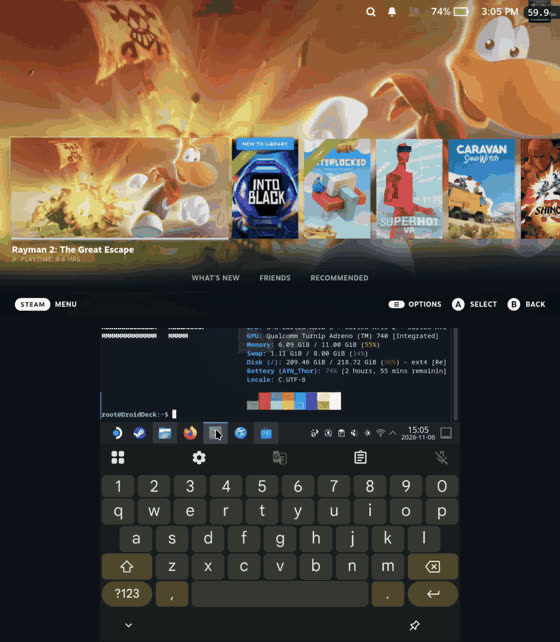 74%
3:05 PM
59.9
NEW TO LIBRARY
INTO
BLACK
INTERLOCKED
SUPERHOT
VR
CARAVAN
SandWitch
Rayman 2: The Great Escape
PLAYTIME: 9.6 HRS
WHAT'S NEW FRIENDS RECOMMENDED
STEAM MENU
OPTIONS A SELECT B BACK
GPU: Qualcomm Turnip Adreno (TM) 740 [Integrated]
Memory: 6.09 GiB / 11.00 GiB (55%)
Swap: 1.11 GiB / 8.00 GiB (14%)
Disk (/): 209.46 GiB / 218.72 GiB (96%) - ext4 [Re]
Battery (AYN_Thor): 74% (2 hours, 55 mins remainen]
Locale: C.UTF-8
root@DroidDeck:~$
15:05
2026-11-06
1 2 3 4 5 6 7 8 9 0
q w e r t y u i o p
a s d f g h j k l
z x c v b n m
?123 , .